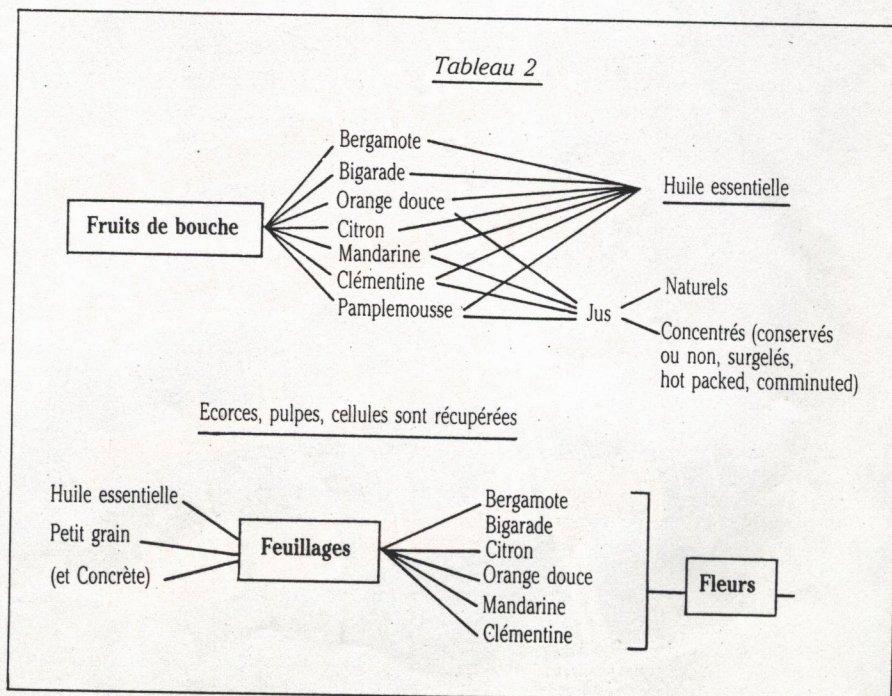 Tableau 2
Fruits de bouche
Bergamote
Bigarade
Orange douce
Citron
Mandarine
Clémentine
Pamplemousse
Huile essentielle
Jus
Naturels
Concentrés (conservés
ou non, surgelés,
hot packed, comminuted)
Ecorces, pulpes, cellules sont récupérées
Huile essentielle
Petit grain
(et Concrète)
Feuillages
Bergamote
Bigarade
Citron
Orange douce
Mandarine
Clémentine
Fleurs